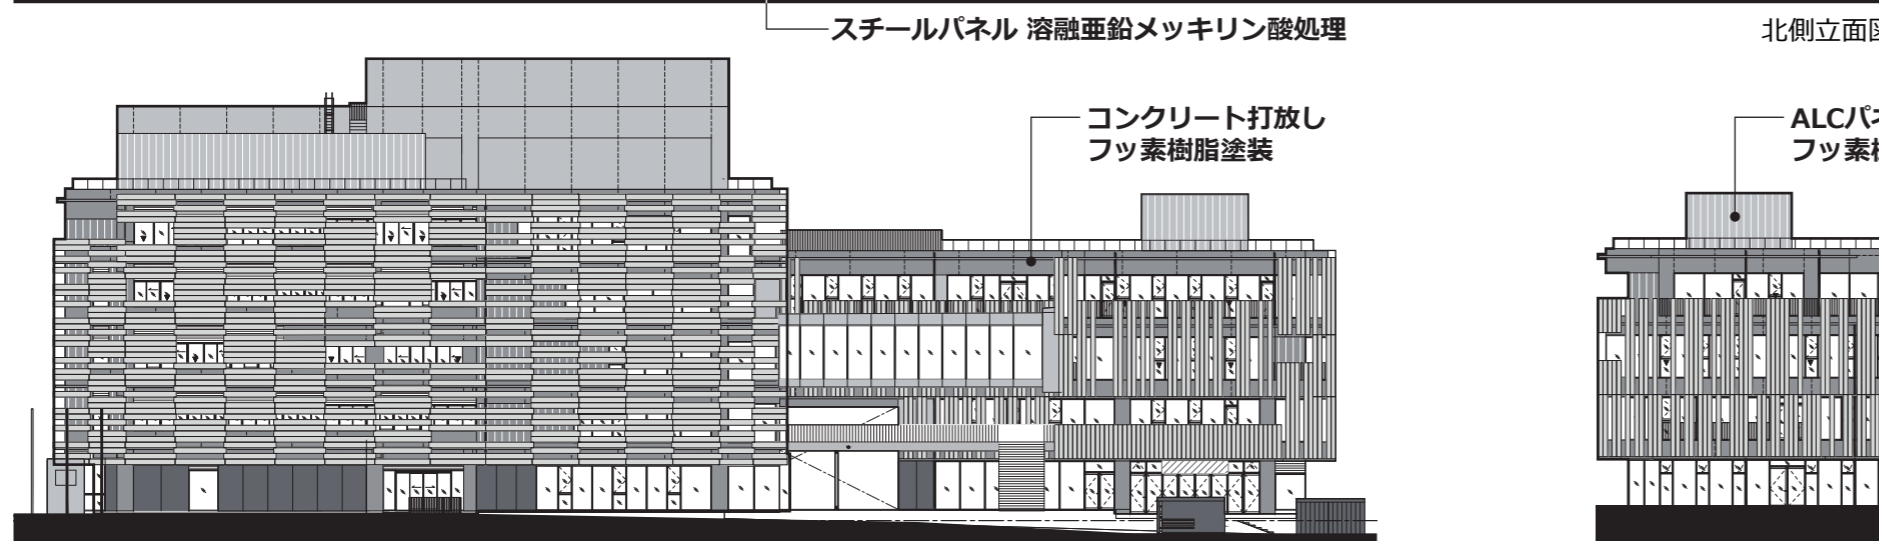 スチールパネル 溶融亜鉛メッキリン酸処理
北側立面図
コンクリート打放し
フッ素樹脂塗装
ALCパネ
フッ素樹